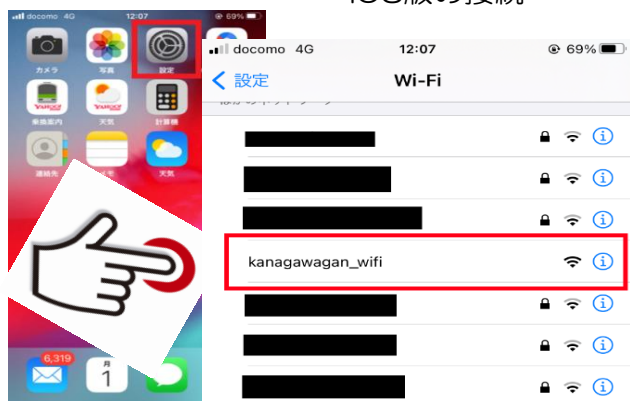 docomo 4G 12:07 69%
カメラ 写真 設定
乗換案内 天気 計算機
連絡先 メモ 天気
6,319
月
1
docomo 4G 12:07 69%
設定 Wi-Fi
kanagawagan_wifi